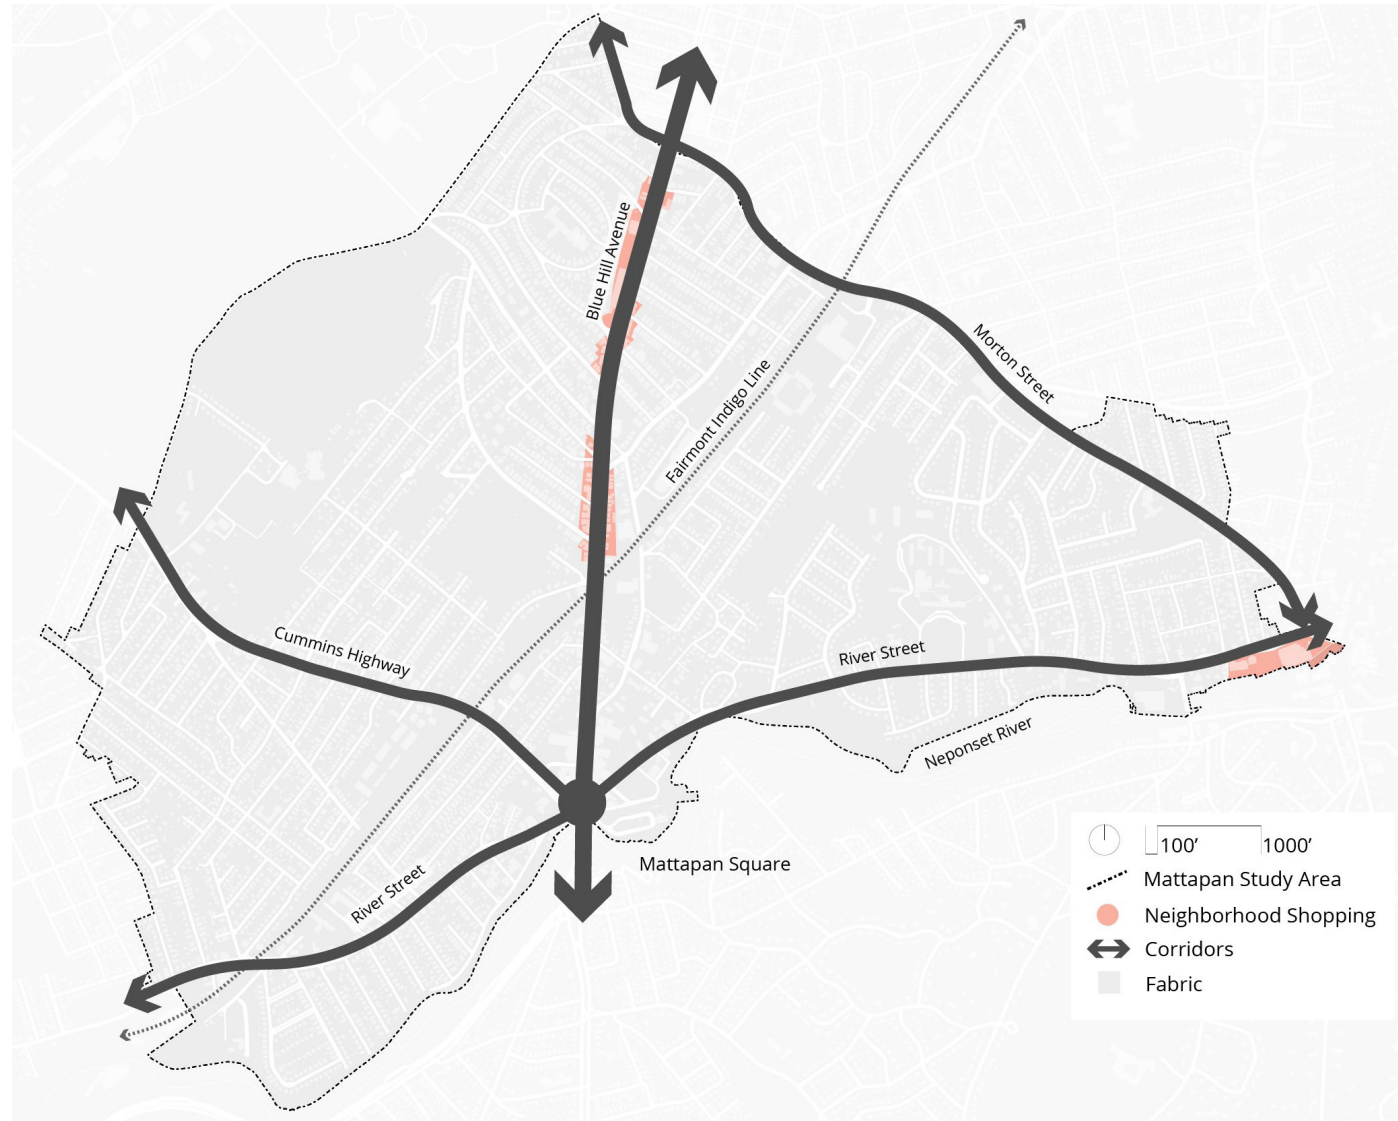 Blue Hill Avenue
Morton Street
Fairmont Indigo Line
Cummins Highway
River Street
Neponset River
River Street
Mattapan Square
100' 1000'
Mattapan Study Area
Neighborhood Shopping
Corridors
Fabric